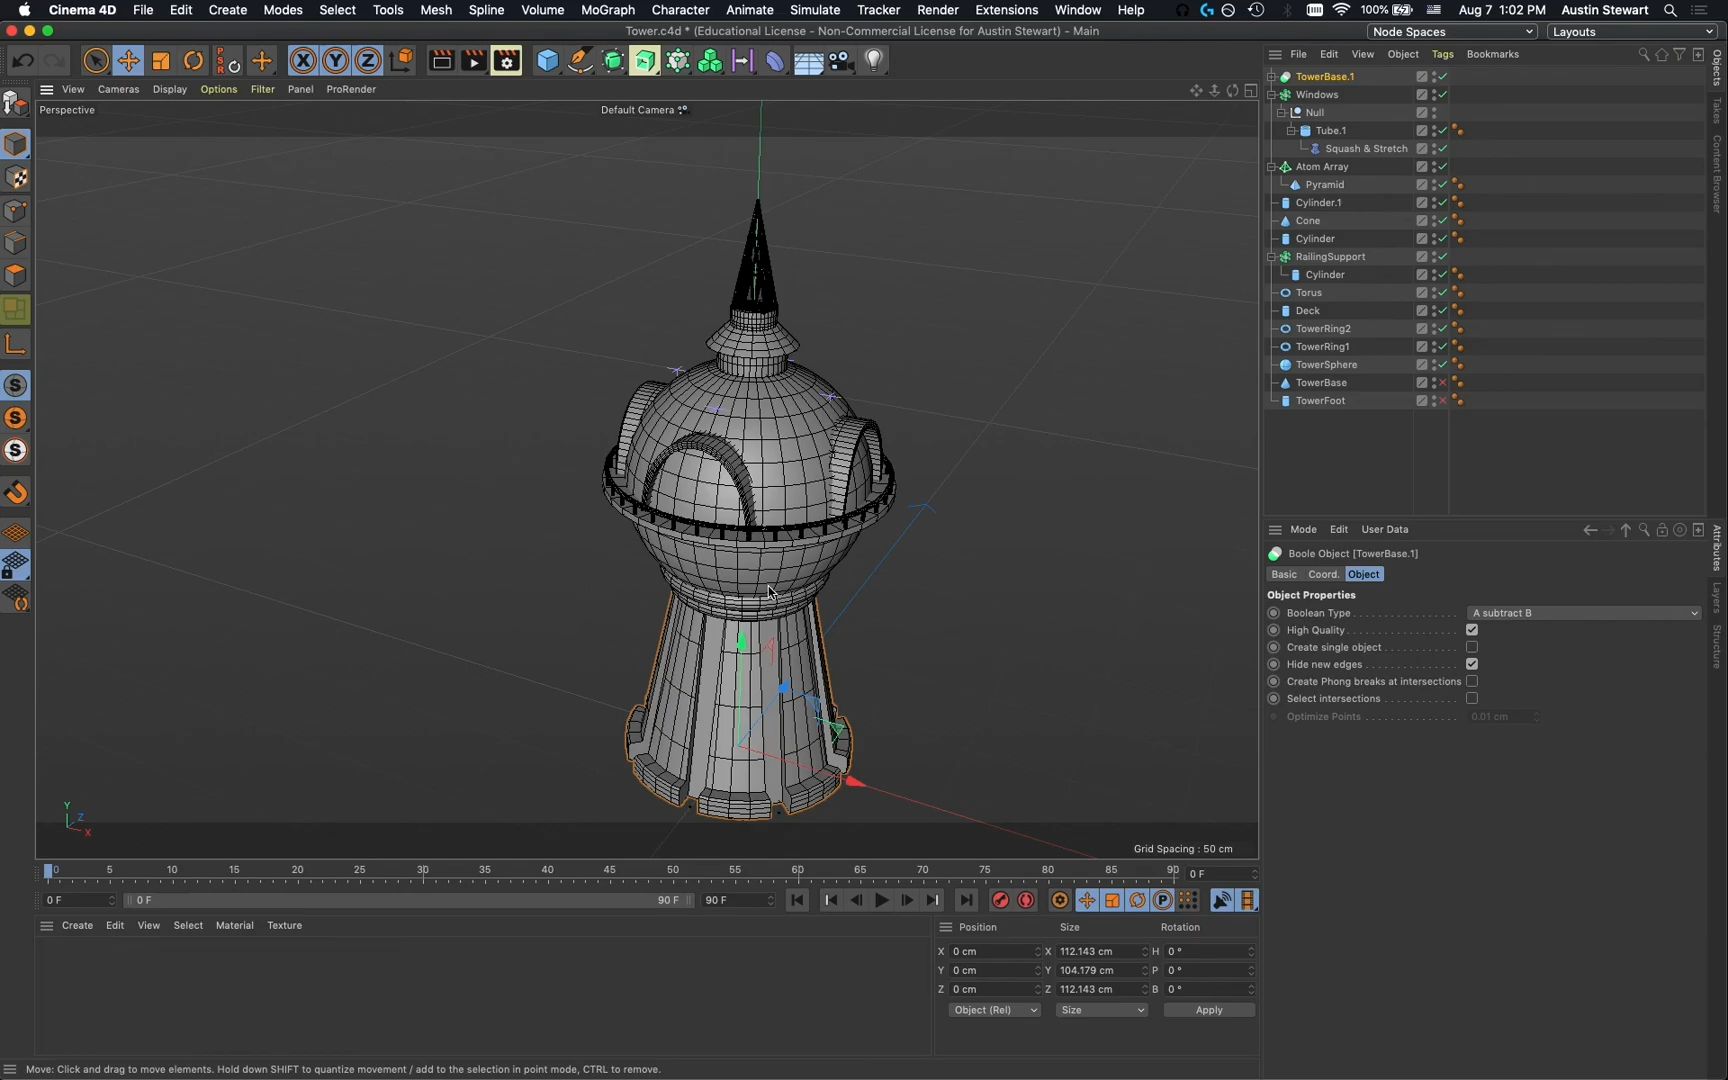 Cinema 4D File Edit Create Modes Select Tools Mesh Spline Volume MoGraph Character Animate Simulate Tracker Render Extensions Window Help 100% Aug 7 1:02 PM Austin Stewart
Tower.c4d * (Educational License - Non-Commercial License for Austin Stewart) - Main
Node Spaces Layouts
View Cameras Display Options Filter Panel ProRender
File Edit View Object Tags Bookmarks
Perspective
Default Camera
TowerBase.1
Windows
Null
Tube.1
Squash & Stretch
Atom Array
Pyramid
Cylinder.1
Cone
Cylinder
RailingSupport
Cylinder
Torus
Deck
TowerRing2
TowerRing1
TowerSphere
TowerBase
TowerFoot
Objects
Takes
Content Browser
Mode Edit User Data
Boole Object [TowerBase.1]
Basic Coord. Object
Object Properties
Boolean Type A subtract B
High Quality
Create single object
Hide new edges
Create Phong breaks at intersections
Select intersections
Optimize Points 0.01 cm
Attributes
Layers
Structure
Y
Z
X
Grid Spacing : 50 cm
0 5 10 15 20 25 30 35 40 45 50 55 60 65 70 75 80 85 90 0 F
0 F 0 F 90 F 90 F
Create Edit View Select Material Texture
Position Size Rotation
X 0 cm X 112.143 cm H 0 °
Y 0 cm Y 104.179 cm P 0 °
Z 0 cm Z 112.143 cm B 0 °
Object (Rel) Size Apply
Move: Click and drag to move elements. Hold down SHIFT to quantize movement / add to the selection in point mode, CTRL to remove.